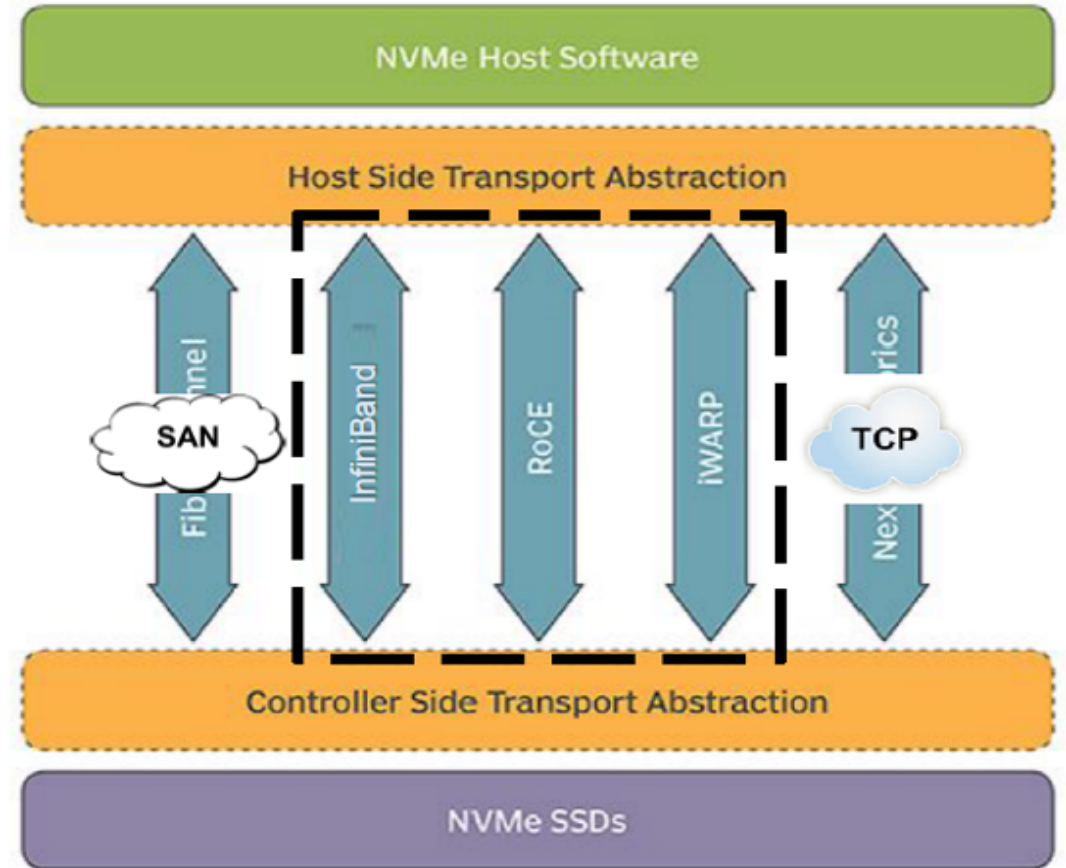 NVMe Host Software
Host Side Transport Abstraction
SAN
InfiniBand
RoCE
iWARP
TCP
Controller Side Transport Abstraction
NVMe SSDs